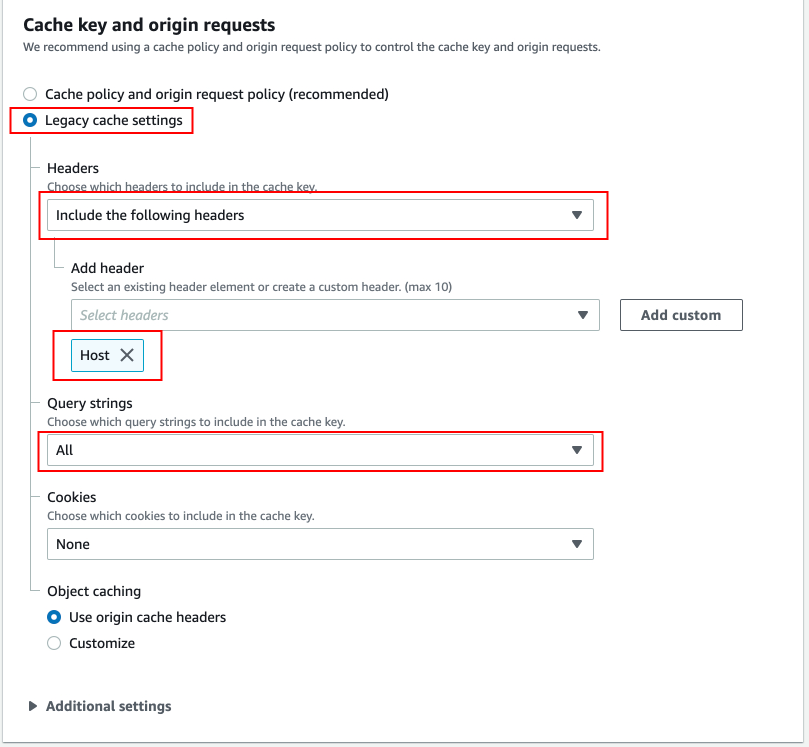 Cache key and origin requests
We recommend using a cache policy and origin request policy to control the cache key and origin requests.
Cache policy and origin request policy (recommended)
Legacy cache settings
Headers
Choose which headers to include in the cache key.
Include the following headers
Add header
Select an existing header element or create a custom header. (max 10)
Select headers
Add custom
Host
Query strings
Choose which query strings to include in the cache key.
All
Cookies
Choose which cookies to include in the cache key.
None
Object caching
Use origin cache headers
Customize
Additional settings